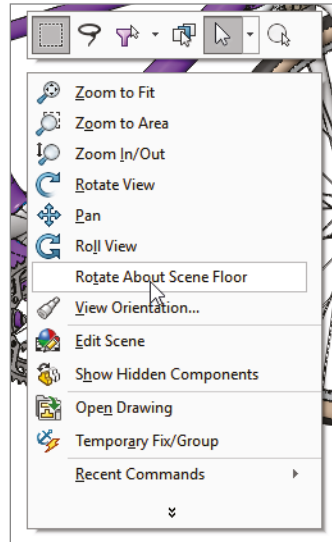 Zoom to Fit
Zoom to Area
Zoom In/Out
Rotate View
Pan
Roll View
Rotate About Scene Floor
View Orientation...
Edit Scene
Show Hidden Components
Open Drawing
Temporary Fix/Group
Recent Commands